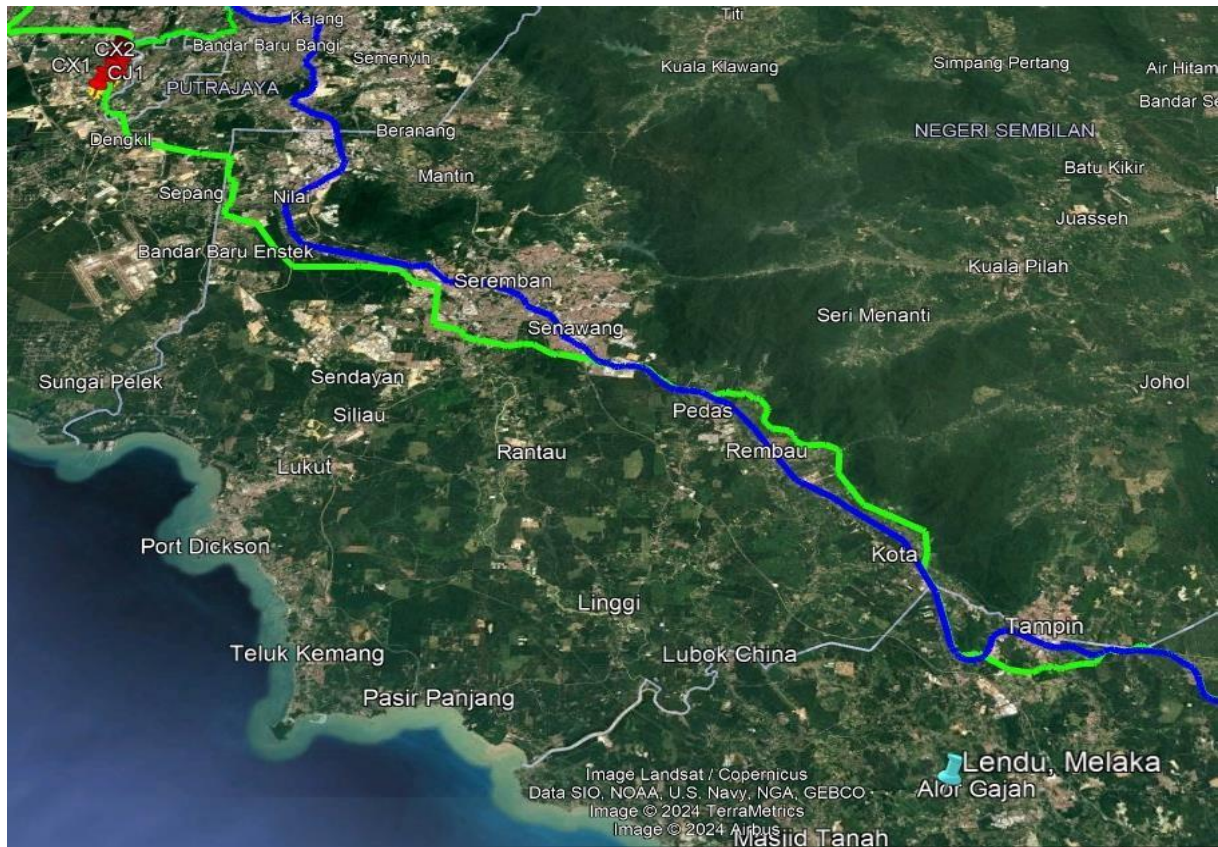 Titi
Kajang
Bandar Baru Bangi
CX2
CX1
CJ1
Semenyih
Kuala Klawang
Simpang Pertang
Air Hitam
PUTRAJAYA
Bandar Se
Beranang
NEGERI SEMBILAN
Dengkil
Batu Kikir
Mantin
Sepang
Nilai
Juasseh
Bandar Baru Enstek
Kuala Pilah
Seremban
Seri Menanti
Senawang
Sendayan
Sungai Pelek
Johol
Siliau
Pedas
Rantau
Rembau
Lukut
Port Dickson
Kota
Linggi
Tampin
Teluk Kemang
Lubok China
Pasir Panjang
Lendu, Melaka
Alor Gajah
Image Landsat / Copernicus
Data SIO, NOAA, U.S. Navy, NGA, GEBCO
Image © 2024 TerraMetrics
Image © 2024 Airbus
Masjid Tanah